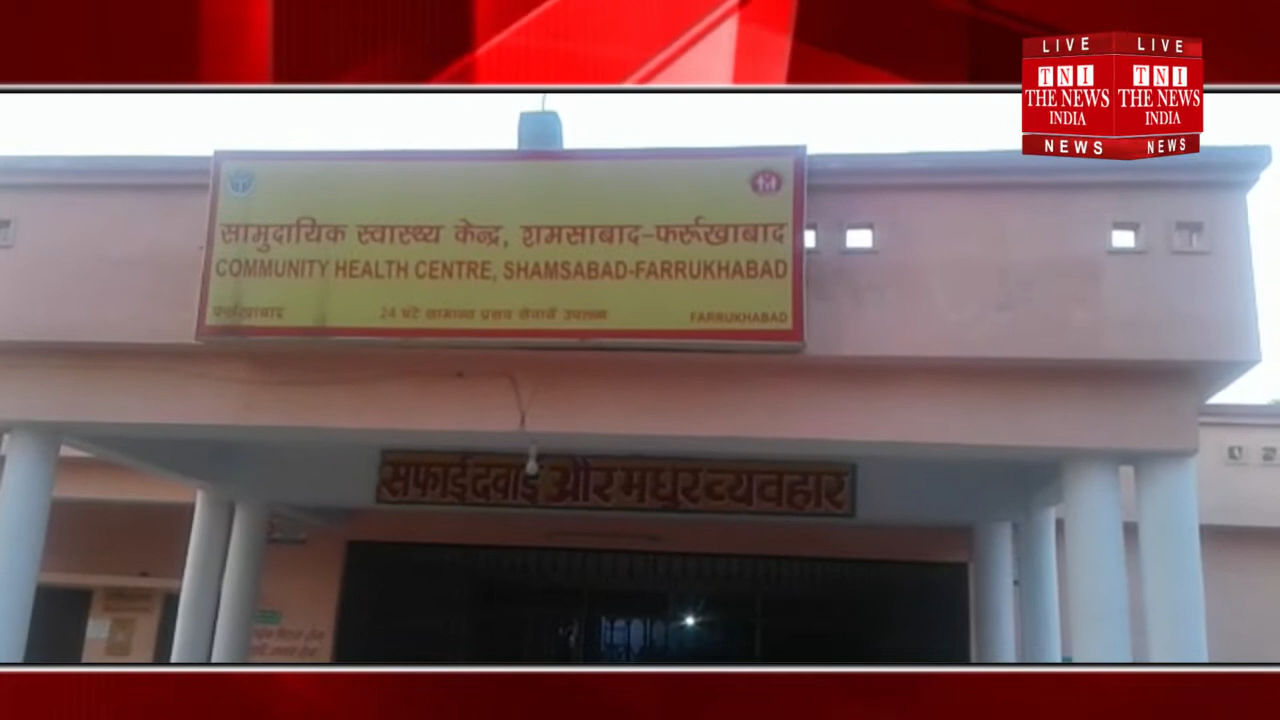 LIVE LIVE
TNI TNI
THE NEWS THE NEWS
INDIA INDIA
NEWS NEWS
सामुदायिक स्वास्थ्य केन्द्र, शमसाबाद-फर्रूखाबाद
COMMUNITY HEALTH CENTRE, SHAMSABAD-FARRUKHABAD
फर्रूखाबाद 24 घंटे सामान्य प्रसव सेवायें उपलब्ध FARRUKHABAD
सफाई दवाई और मधुर व्यवहार